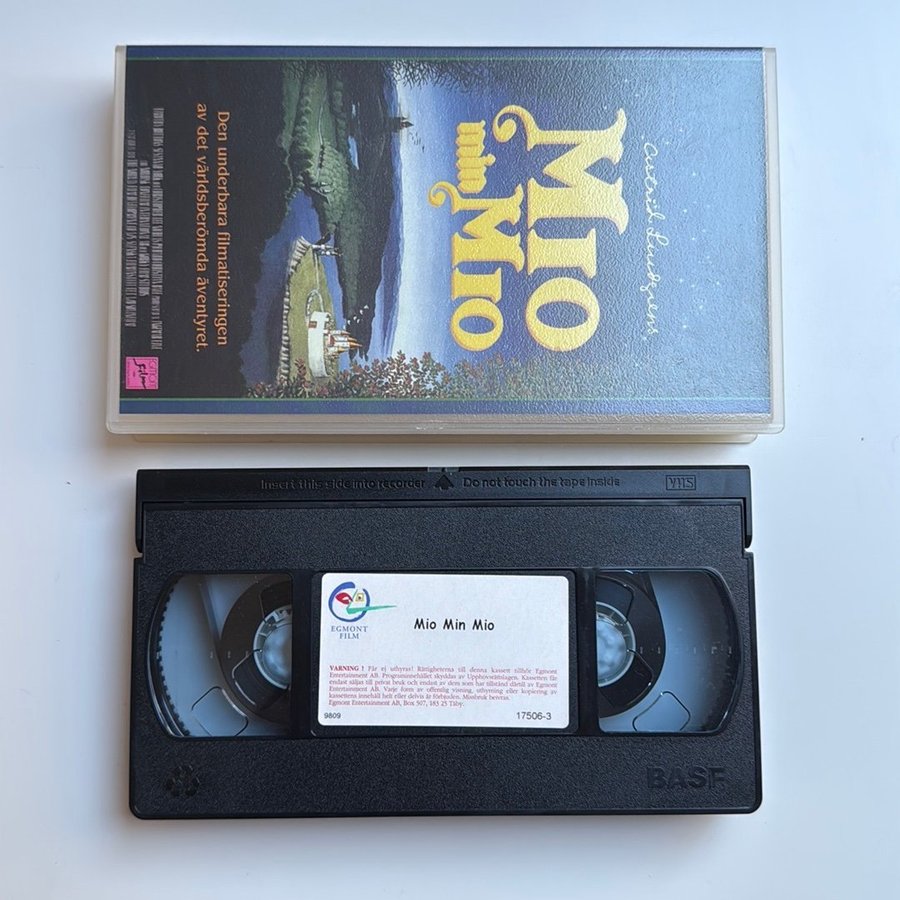 Astrid Lindgrens
MIO
min
MIO
Den underbara filmatiseringen
av det världsberömda äventyret.
Film
Insert this side into recorder Do not touch the tape inside VHS
EGMONT
FILM
Mio Min Mio
VARNING ! Får ej uthyras! Rättigheterna till denna kassett tillhör Egmont
Entertainment AB. Programinnehållet skyddas av Upphovsrättslagen. Kassetten får
endast säljas till privat bruk och endast av dem som har tillstånd därtill av Egmont
Entertainment AB. Varje form av offentlig visning, uthyrning eller kopiering av
kassettens innehåll helt eller delvis är förbjuden. Missbruk beivras.
Egmont Entertainment AB, Box 507, 183 25 Täby.
9809 17506-3
BASF